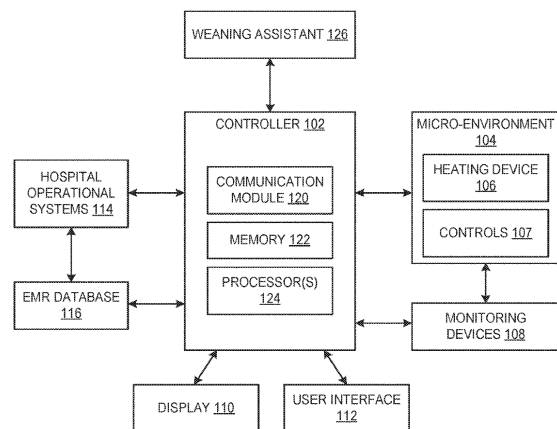 WEANING ASSISTANT 126
CONTROLLER 102
COMMUNICATION
MODULE 120
MEMORY 122
PROCESSOR(S)
124
MICRO-ENVIRONMENT
104
HEATING DEVICE
106
CONTROLS 107
HOSPITAL
OPERATIONAL
SYSTEMS 114
EMR DATABASE
116
MONITORING
DEVICES 108
DISPLAY 110
USER INTERFACE
112